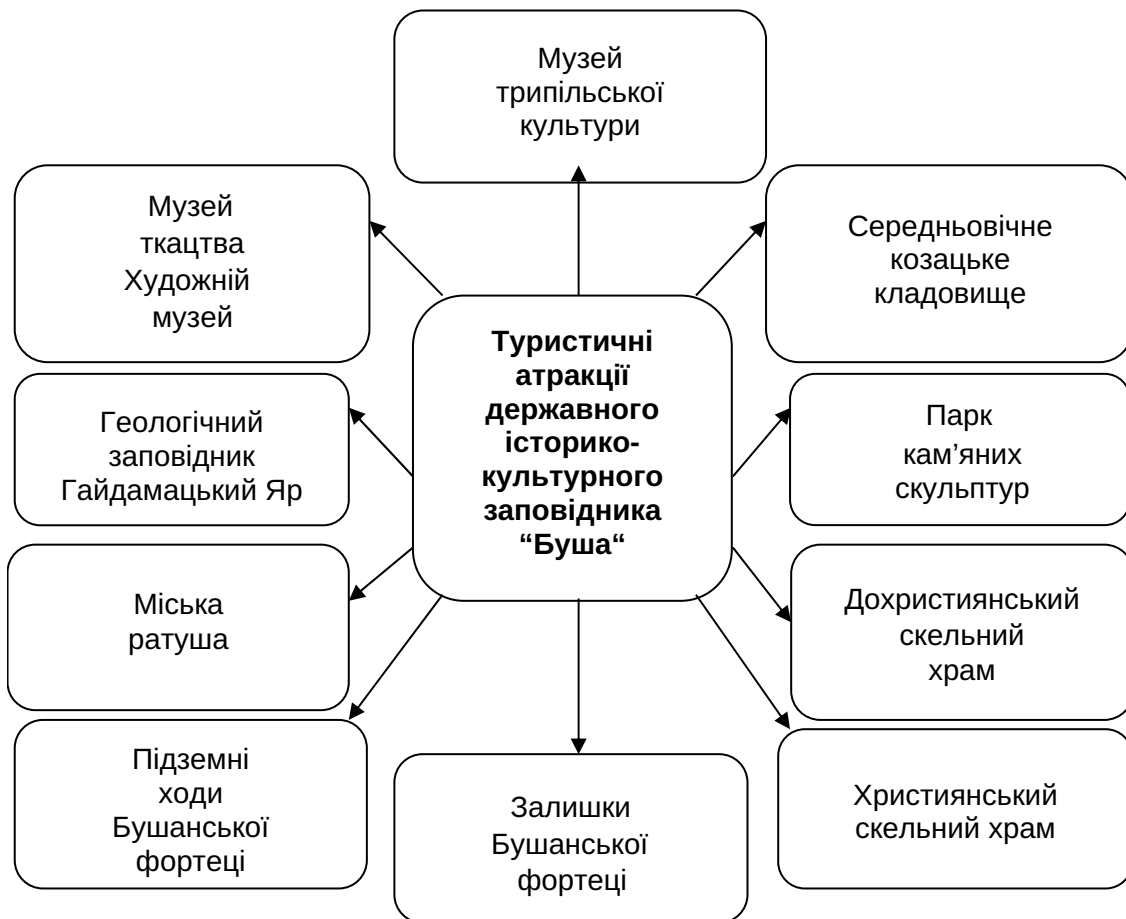 Музей
трипільської
культури
Музей
ткацтва
Художній
музей
Середньовічне
козацьке
кладовище
Туристичні
атракції
державного
історико-
культурного
заповідника
“Буша“
Геологічний
заповідник
Гайдамацький Яр
Парк
кам’яних
скульптур
Міська
ратуша
Дохристиянський
скельний
храм
Підземні
ходи
Бушанської
фортеці
Залишки
Бушанської
фортеці
Християнський
скельний храм